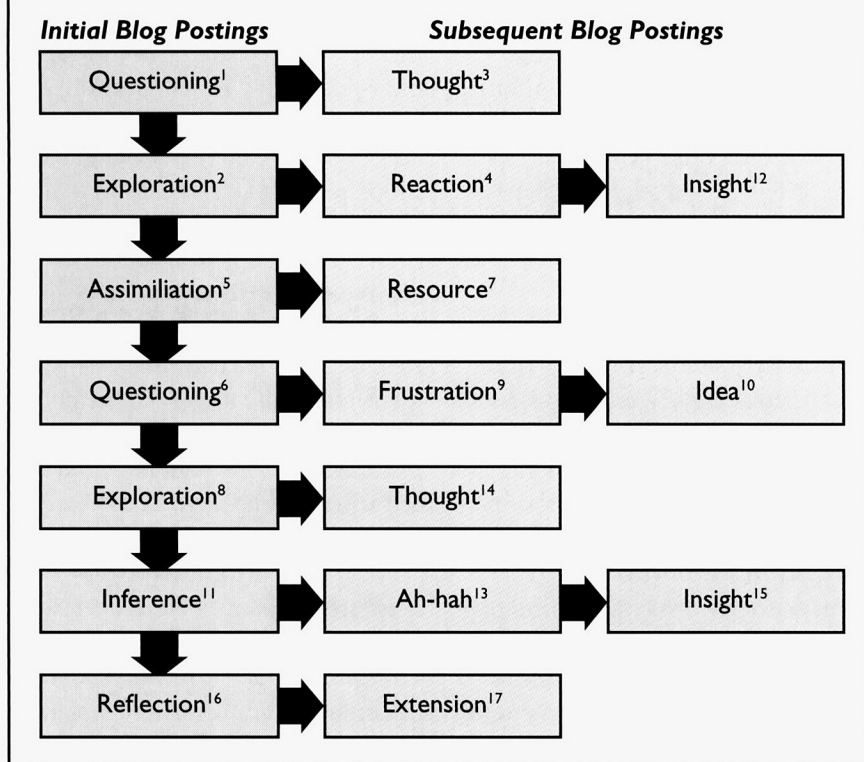 Initial Blog Postings Subsequent Blog Postings
Questioning¹ Thought³
Exploration² Reaction⁴ Insight¹²
Assimiliation⁵ Resource⁷
Questioning⁶ Frustration⁹ Idea¹⁰
Exploration⁸ Thought¹⁴
Inference¹¹ Ah-hah¹³ Insight¹⁵
Reflection¹⁶ Extension¹⁷